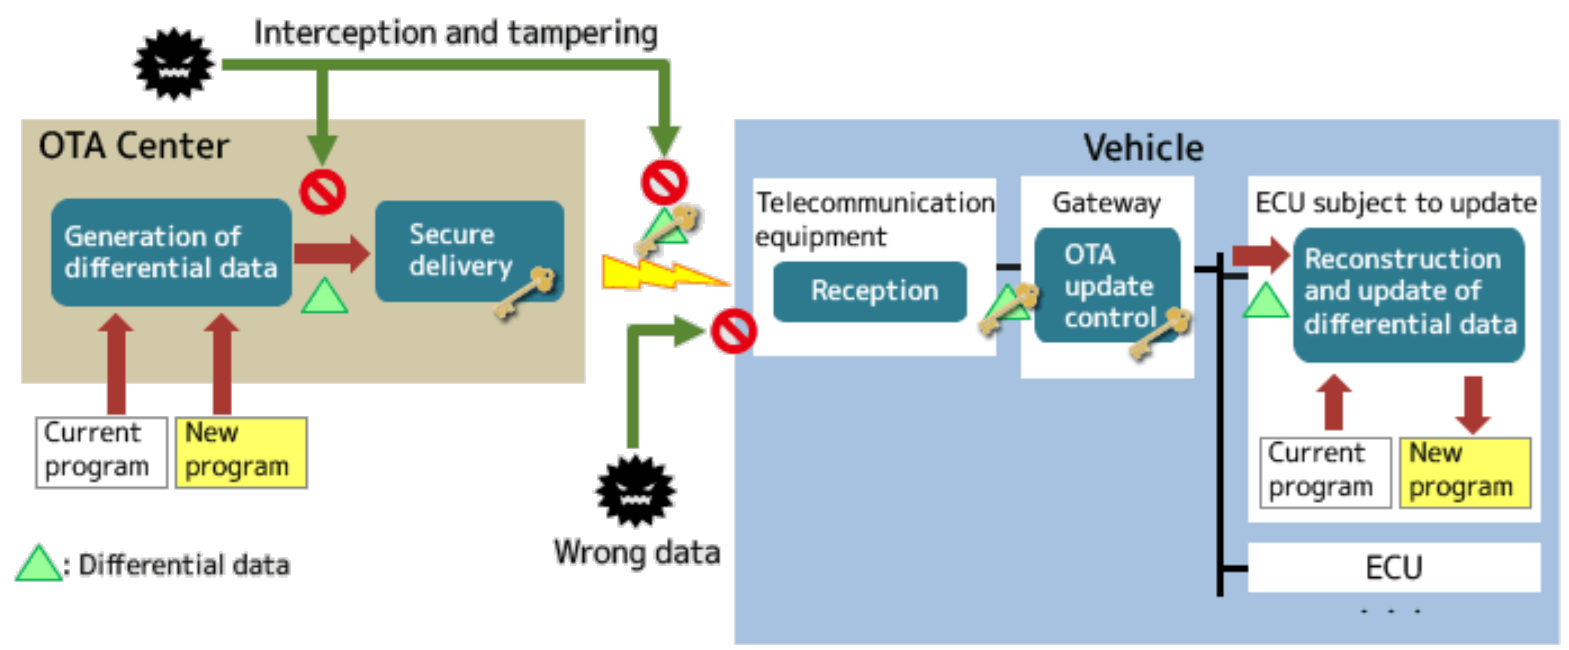 Interception and tampering
OTA Center
Generation of
differential data
Secure
delivery
Current
program
New
program
: Differential data
Wrong data
Vehicle
Telecommunication
equipment
Reception
Gateway
OTA
update
control
ECU subject to update
Reconstruction
and update of
differential data
Current
program
New
program
ECU
. . .